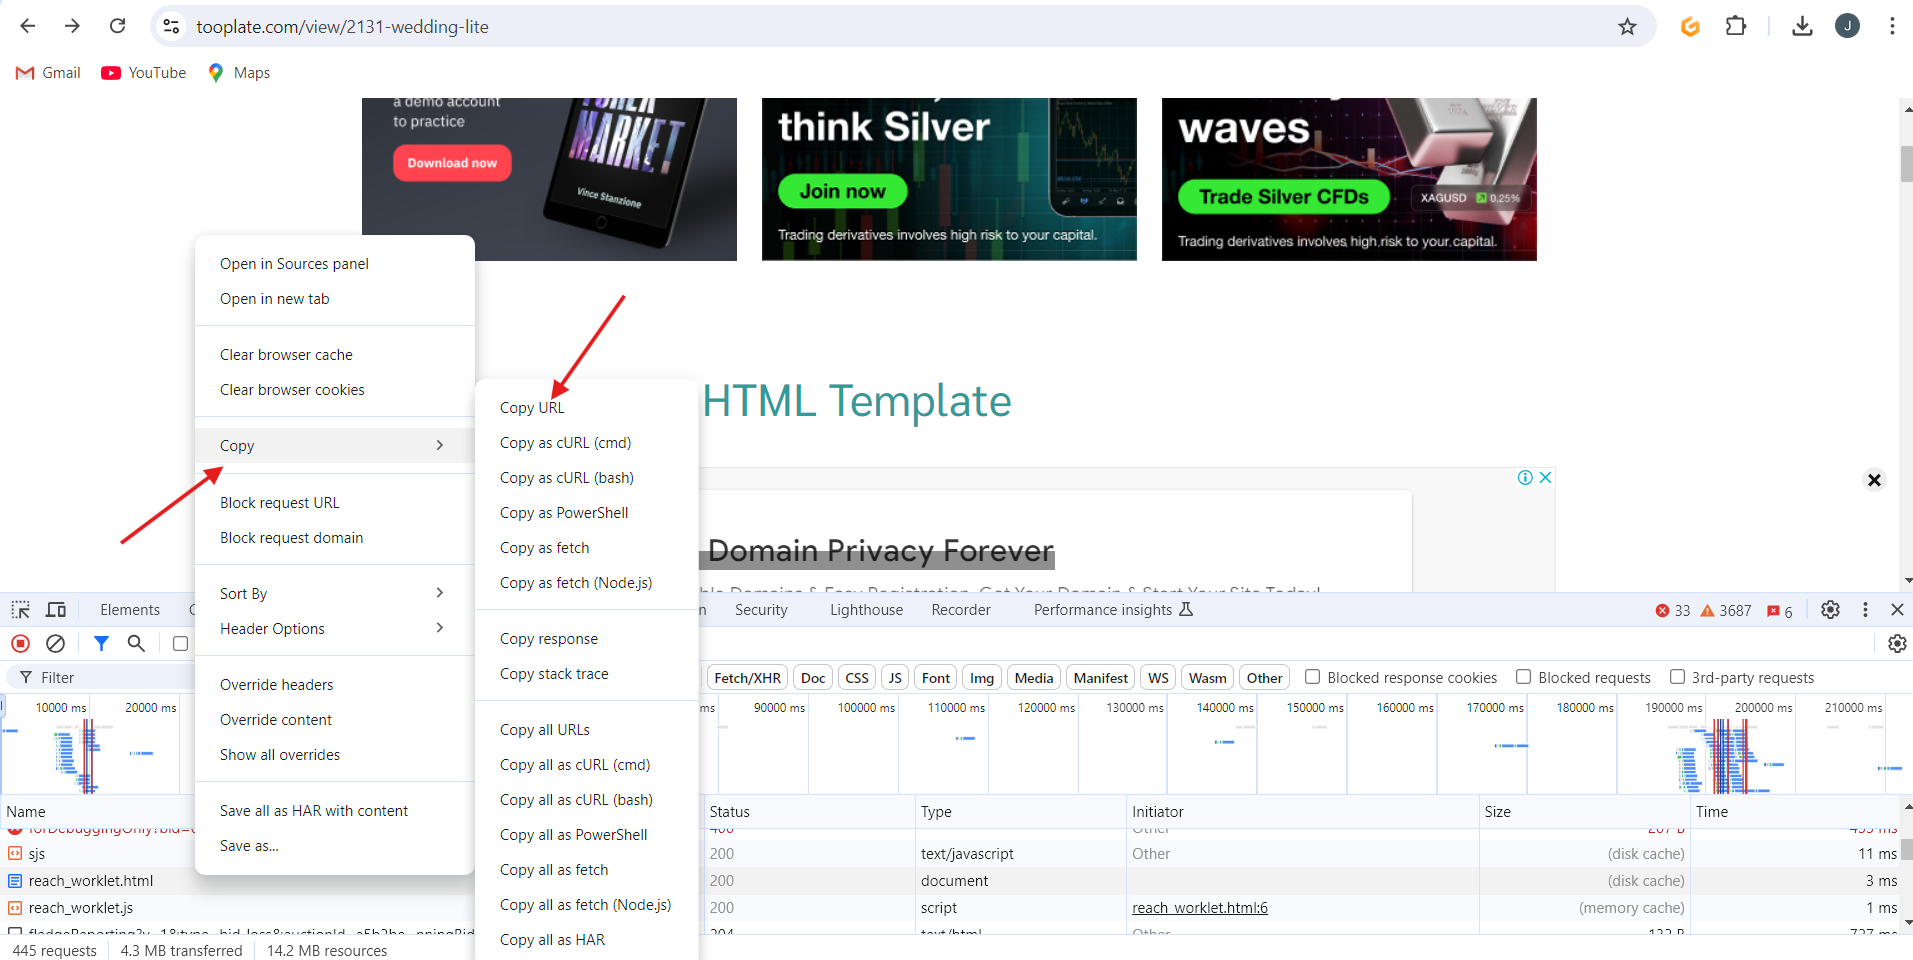 tooplate.com/view/2131-wedding-lite
J
Gmail
YouTube
Maps
a demo account
to practice
Download now
FOREX
MARKET.
Vince Stanzione
think Silver
Join now
Trading derivatives involves high risk to your capital.
waves
Trade Silver CFDs
XAGUSD 0.25%
Trading derivatives involves high risk to your capital.
HTML Template
Domain Privacy Forever
Open in Sources panel
Open in new tab
Clear browser cache
Clear browser cookies
Copy
Block request URL
Block request domain
Sort By
Header Options
Override headers
Override content
Show all overrides
Save all as HAR with content
Save as...
Copy URL
Copy as cURL (cmd)
Copy as cURL (bash)
Copy as PowerShell
Copy as fetch
Copy as fetch (Node.js)
Copy response
Copy stack trace
Copy all URLs
Copy all as cURL (cmd)
Copy all as cURL (bash)
Copy all as PowerShell
Copy all as fetch
Copy all as fetch (Node.js)
Copy all as HAR
Elements Security Lighthouse Recorder Performance insights 33 3687 6
Filter Fetch/XHR Doc CSS JS Font Img Media Manifest WS Wasm Other Blocked response cookies Blocked requests 3rd-party requests
10000 ms 20000 ms ms 90000 ms 100000 ms 110000 ms 120000 ms 130000 ms 140000 ms 150000 ms 160000 ms 170000 ms 180000 ms 190000 ms 200000 ms 210000 ms
Name Status Type Initiator Size Time
sjs 200 text/javascript Other (disk cache) 11 ms
reach_worklet.html 200 document (disk cache) 3 ms
reach_worklet.js 200 script reach_worklet.html:6 (memory cache) 1 ms
445 requests 4.3 MB transferred 14.2 MB resources